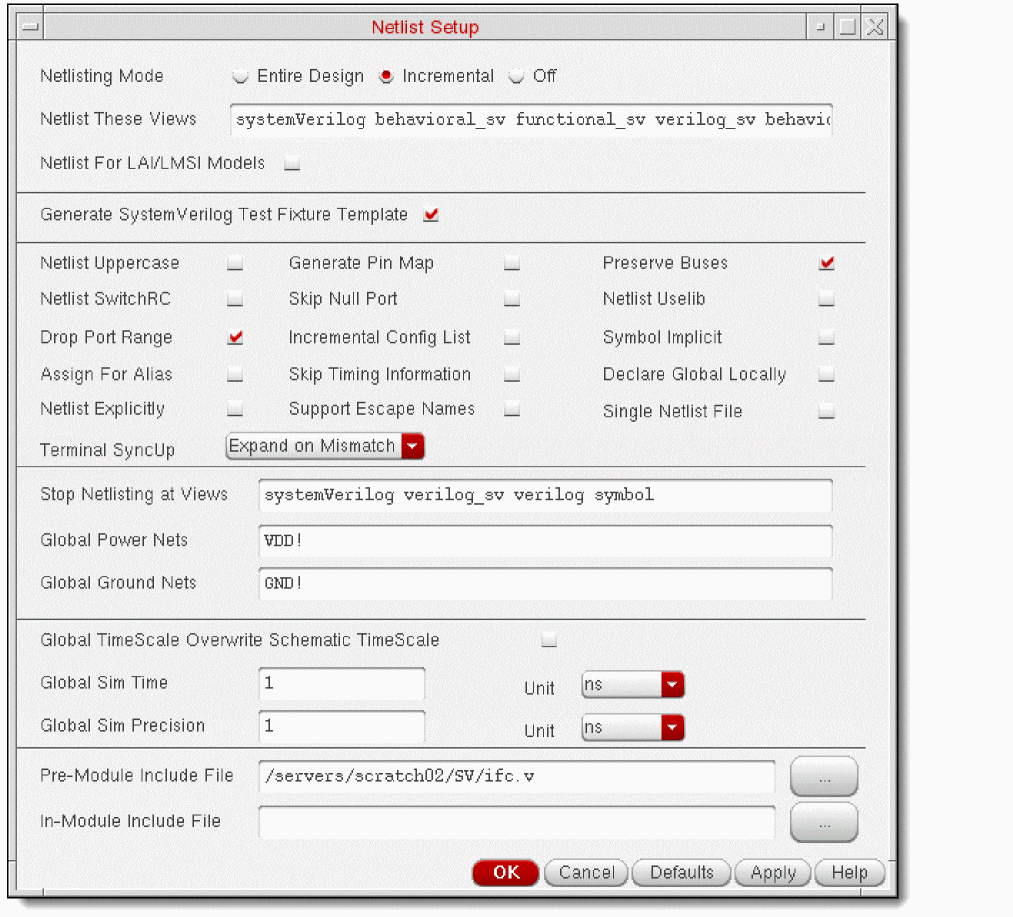 Netlist Setup
Netlisting Mode Entire Design Incremental Off
Netlist These Views systemVerilog behavioral_sv functional_sv verilog_sv behavio
Netlist For LAI/LMSI Models
Generate SystemVerilog Test Fixture Template
Netlist Uppercase Generate Pin Map Preserve Buses
Netlist SwitchRC Skip Null Port Netlist Uselib
Drop Port Range Incremental Config List Symbol Implicit
Assign For Alias Skip Timing Information Declare Global Locally
Netlist Explicitly Support Escape Names Single Netlist File
Terminal SyncUp Expand on Mismatch
Stop Netlisting at Views systemVerilog verilog_sv verilog symbol
Global Power Nets VDD!
Global Ground Nets GND!
Global TimeScale Overwrite Schematic TimeScale
Global Sim Time 1 Unit ns
Global Sim Precision 1 Unit ns
Pre-Module Include File /servers/scratch02/SV/ifc.v ...
In-Module Include File ...
OK Cancel Defaults Apply Help